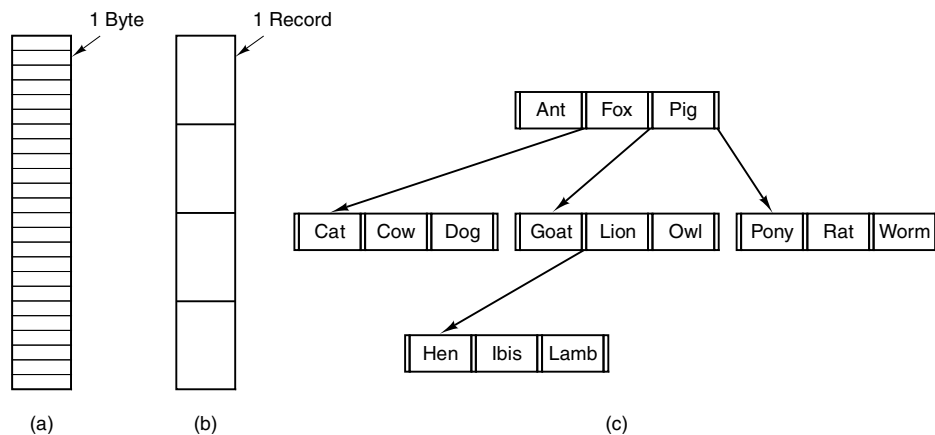 1 Byte
1 Record
Ant Fox Pig
Cat Cow Dog
Goat Lion Owl
Pony Rat Worm
Hen Ibis Lamb
(a)
(b)
(c)